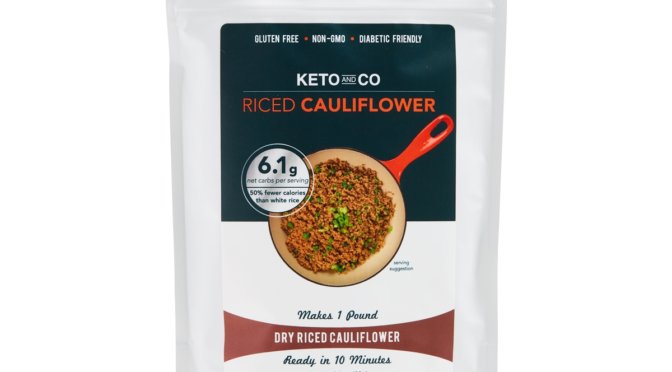 GLUTEN FREE • NON-GMO • DIABETIC FRIENDLY
KETO AND CO
RICED CAULIFLOWER
6.1g
net carbs per serving
50% fewer calories
than white rice
serving
suggestion
Makes 1 Pound
DRY RICED CAULIFLOWER
Ready in 10 Minutes